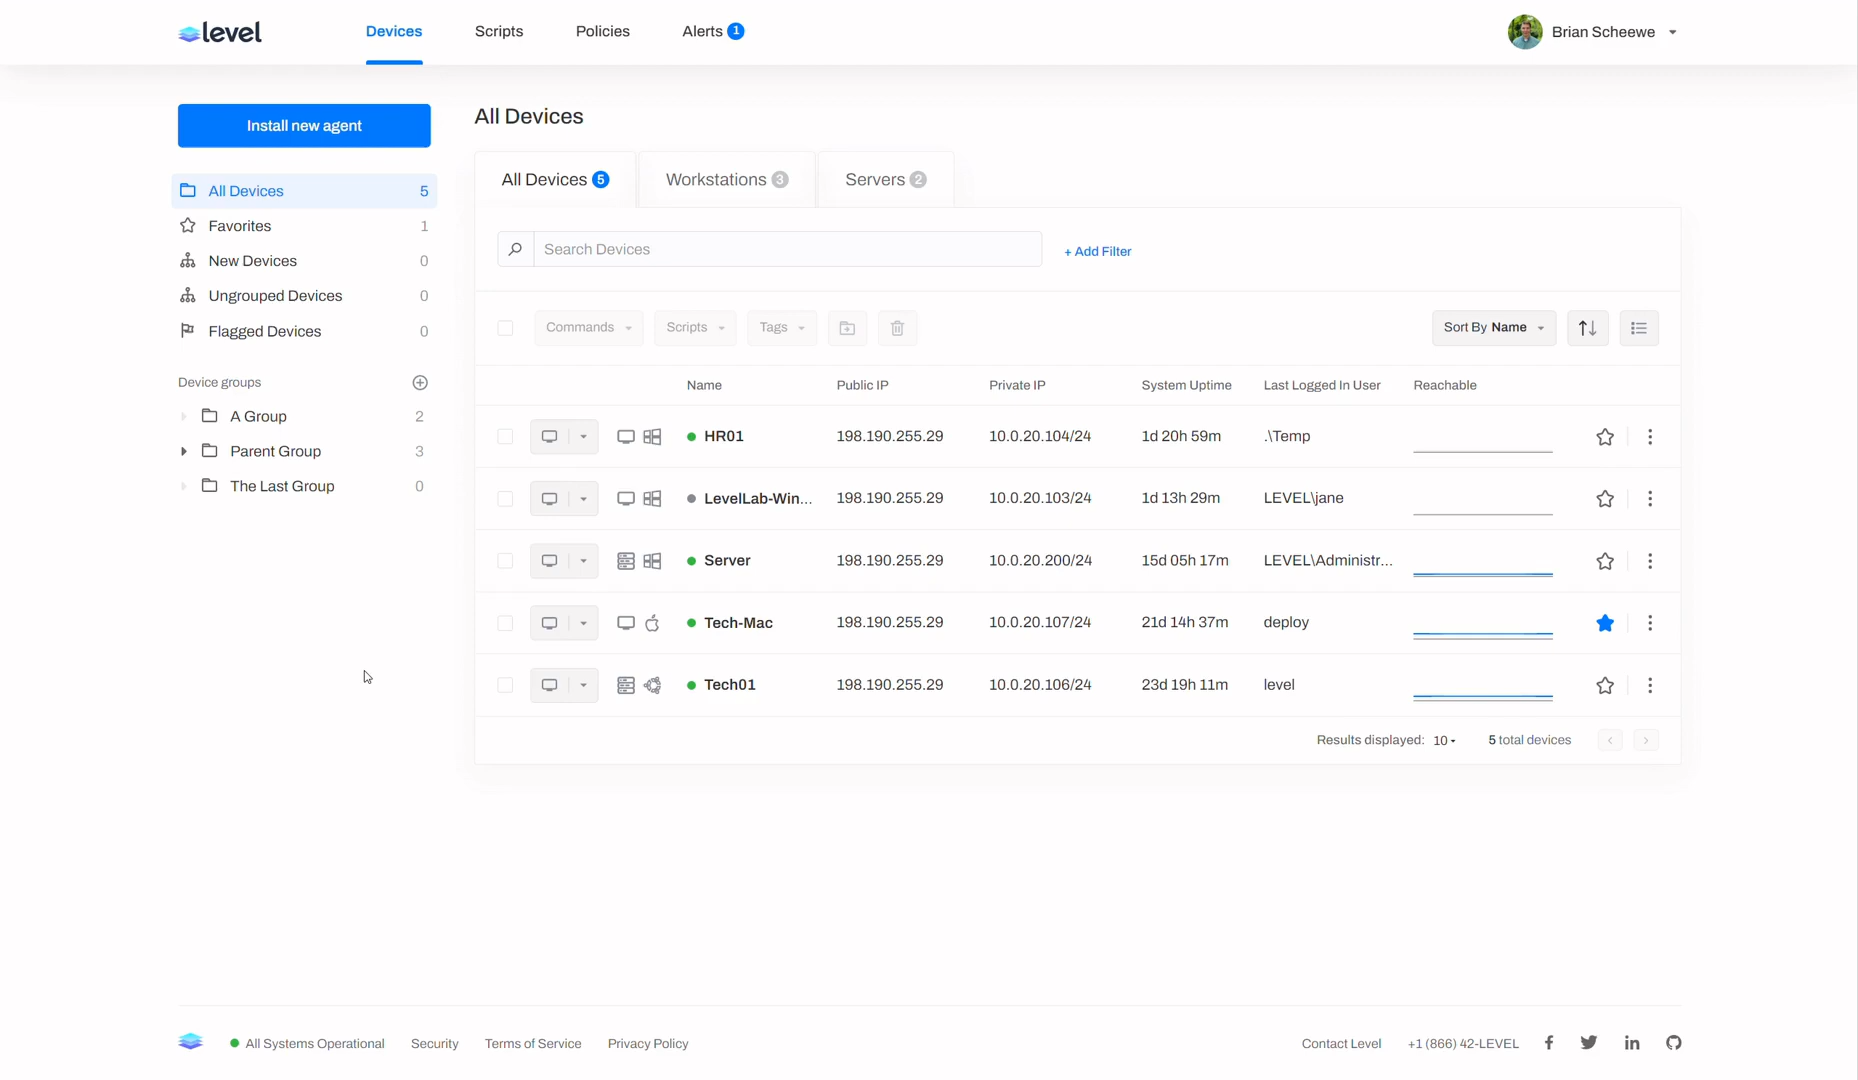 level
Devices
Scripts
Policies
Alerts 1
Brian Scheewe
Install new agent
All Devices 5
Favorites 1
New Devices 0
Ungrouped Devices 0
Flagged Devices 0
Device groups
A Group 2
Parent Group 3
The Last Group 0
All Devices
All Devices 5
Workstations 3
Servers 2
Search Devices
+ Add Filter
Commands
Scripts
Tags
Sort By Name
Name Public IP Private IP System Uptime Last Logged In User Reachable
HR01 198.190.255.29 10.0.20.104/24 1d 20h 59m .\Temp
LevelLab-Win... 198.190.255.29 10.0.20.103/24 1d 13h 29m LEVEL\jane
Server 198.190.255.29 10.0.20.200/24 15d 05h 17m LEVEL\Administr...
Tech-Mac 198.190.255.29 10.0.20.107/24 21d 14h 37m deploy
Tech01 198.190.255.29 10.0.20.106/24 23d 19h 11m level
Results displayed: 10
5 total devices
All Systems Operational
Security
Terms of Service
Privacy Policy
Contact Level
+1 (866) 42-LEVEL